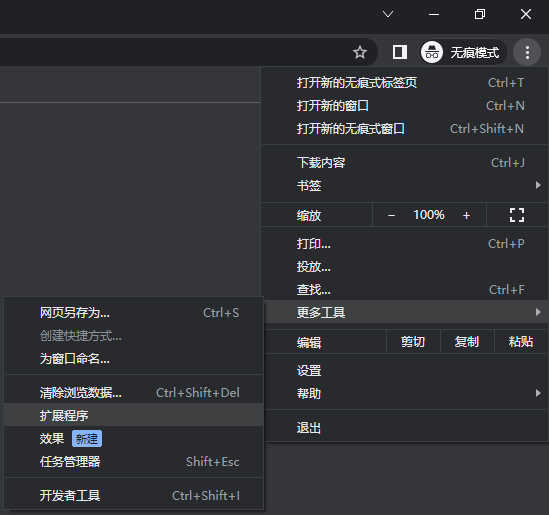 无痕模式
打开新的无痕式标签页 Ctrl+T
打开新的窗口 Ctrl+N
打开新的无痕式窗口 Ctrl+Shift+N
下载内容 Ctrl+J
书签
缩放 − 100% +
打印... Ctrl+P
投放...
查找... Ctrl+F
更多工具
编辑 剪切 复制 粘贴
设置
帮助
退出
网页另存为... Ctrl+S
创建快捷方式...
为窗口命名...
清除浏览数据... Ctrl+Shift+Del
扩展程序
效果 新建
任务管理器 Shift+Esc
开发者工具 Ctrl+Shift+I